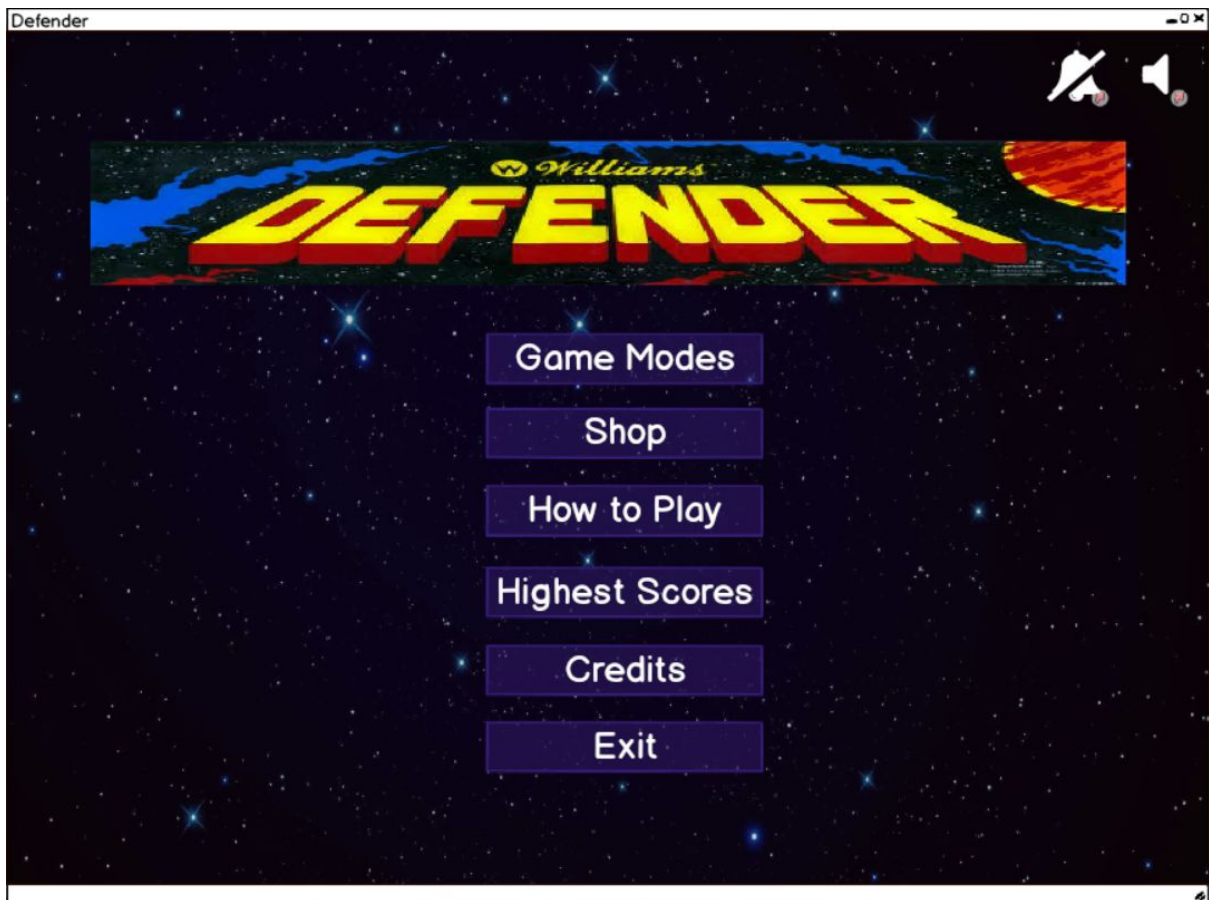 Defender
Williams
DEFENDER
Game Modes
Shop
How to Play
Highest Scores
Credits
Exit